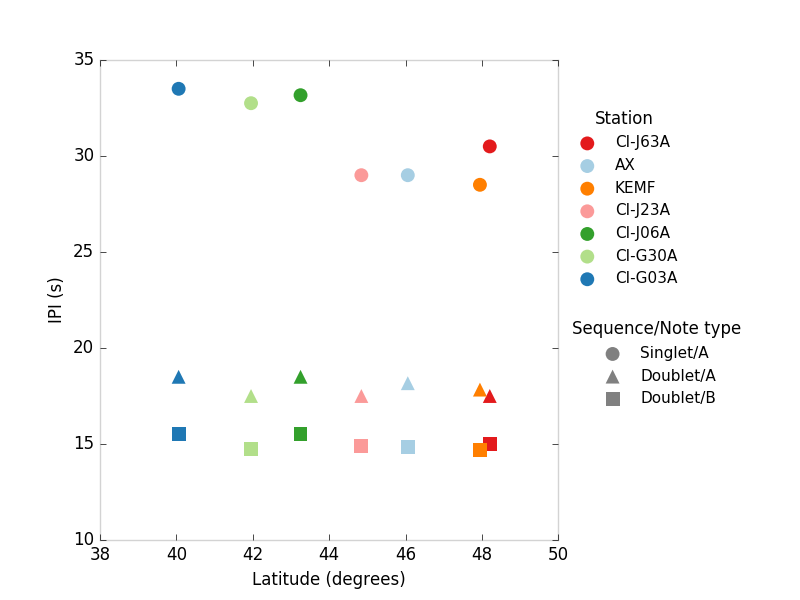 35
30
25
20
15
10
IPI (s)
38 40 42 44 46 48 50
Latitude (degrees)
Station
CI-J63A
AX
KEMF
CI-J23A
CI-J06A
CI-G30A
CI-G03A
Sequence/Note type
Singlet/A
Doublet/A
Doublet/B